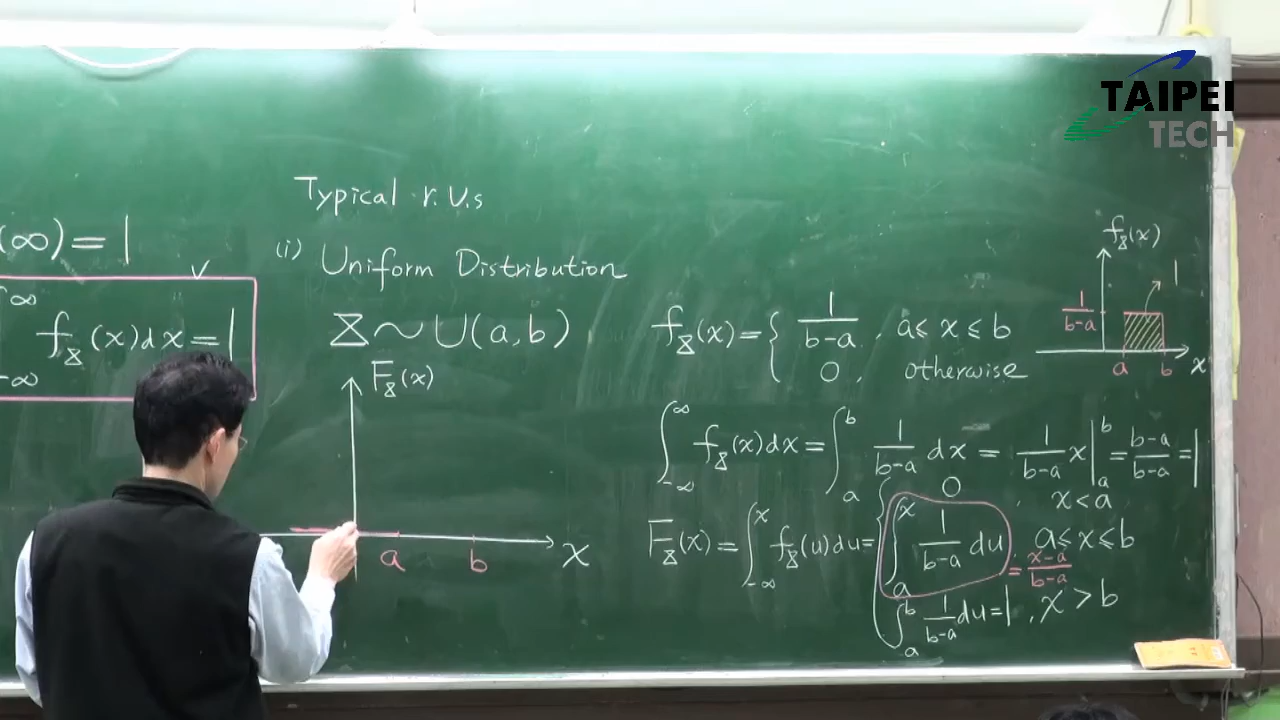 TAIPEI
TECH
(∞) = 1
∫_{-∞}^{∞} f_X(x)dx = 1
✓
Typical r.v.s
(i) Uniform Distribution
X ~ U(a,b)
F_X(x)
a b x
f_X(x) = { 1/(b-a) , a ≤ x ≤ b
0 , otherwise
f_X(x)
1
1/(b-a)
a b x
∫_{-∞}^{∞} f_X(x)dx = ∫_a^b 1/(b-a) dx = 1/(b-a) x |_a^b = (b-a)/(b-a) = 1
F_X(x) = ∫_{-∞}^x f_X(u)du = { 0 , x < a
∫_a^x 1/(b-a) du = (x-a)/(b-a) a ≤ x ≤ b
∫_a^b 1/(b-a) du = 1 , x > b